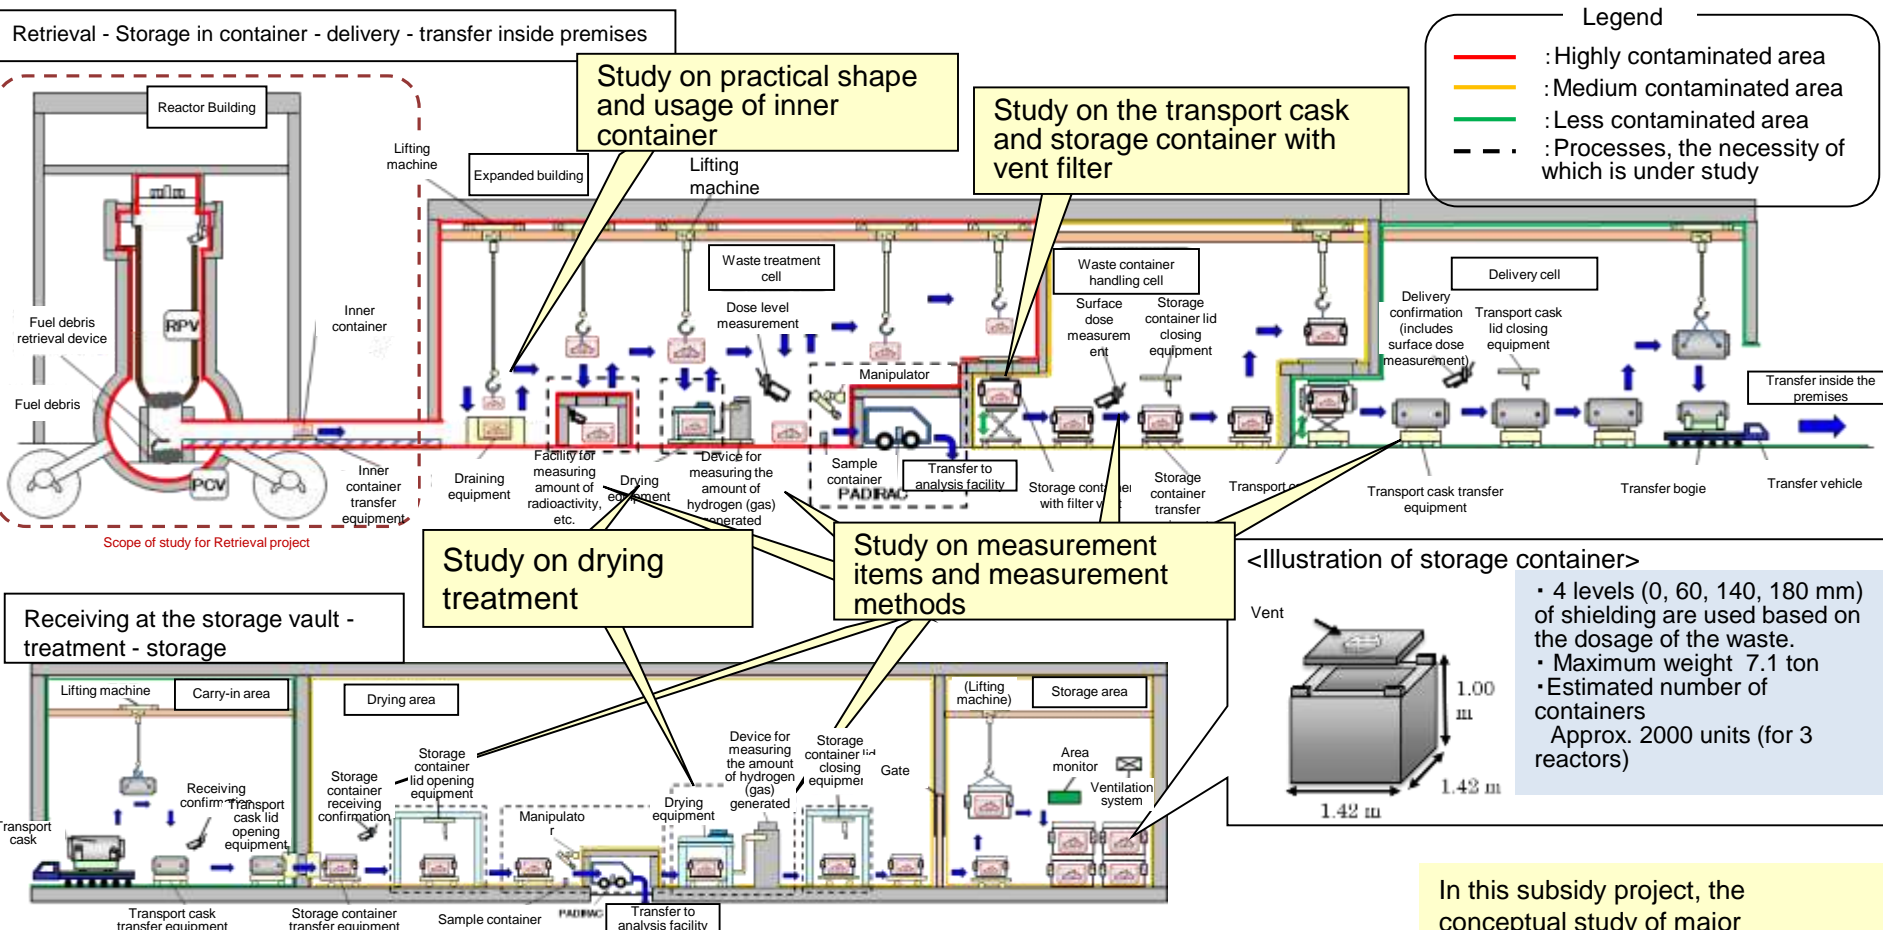 Retrieval - Storage in container - delivery - transfer inside premises
Legend
: Highly contaminated area
: Medium contaminated area
: Less contaminated area
: Processes, the necessity of
which is under study
Study on practical shape
and usage of inner
container
Study on the transport cask
and storage container with
vent filter
Reactor Building
Lifting
machine
Expanded building
Lifting
machine
Waste treatment
cell
Waste container
handling cell
Delivery cell
Fuel debris
retrieval device
RPV
Inner
container
Dose level
measurement
Surface
dose
measurem
ent
Storage
container lid
closing
equipment
Delivery
confirmation
(includes
surface dose
measurement)
Transport cask
lid closing
equipment
Manipulator
Transfer inside the
premises
Fuel debris
PCV
Inner
container
transfer
equipment
Draining
equipment
Facility for
measuring
amount of
radioactivity,
etc.
Drying
equipment
Device for
measuring the
amount of
hydrogen (gas)
generated
Sample
container
PADIRAC
Transfer to
analysis facility
Storage container
with filter vent
Storage
container
transfer
Transport
Transport cask transfer
equipment
Transfer bogie
Transfer vehicle
Scope of study for Retrieval project
Study on drying
treatment
Study on measurement
items and measurement
methods
<Illustration of storage container>
Vent
1.00
m
1.42 m
1.42 m
・4 levels (0, 60, 140, 180 mm)
of shielding are used based on
the dosage of the waste.
・ Maximum weight 7.1 ton
・Estimated number of
containers
Approx. 2000 units (for 3
reactors)
Receiving at the storage vault -
treatment - storage
Lifting machine
Carry-in area
Drying area
(Lifting
machine)
Storage area
Transport
cask
Receiving
confirmation
Transport
cask lid
opening
equipment
Storage
container
receiving
confirmation
Storage
container
lid opening
equipment
Manipulato
r
Drying
equipment
Device for
measuring
the amount
of hydrogen
(gas)
generated
Storage
container lid
closing
equipment
Gate
Area
monitor
Ventilation
system
Transport cask
transfer equipment
Storage container
transfer equipment
Sample container
PADIRAC
Transfer to
analysis facility
In this subsidy project, the
conceptual study of major